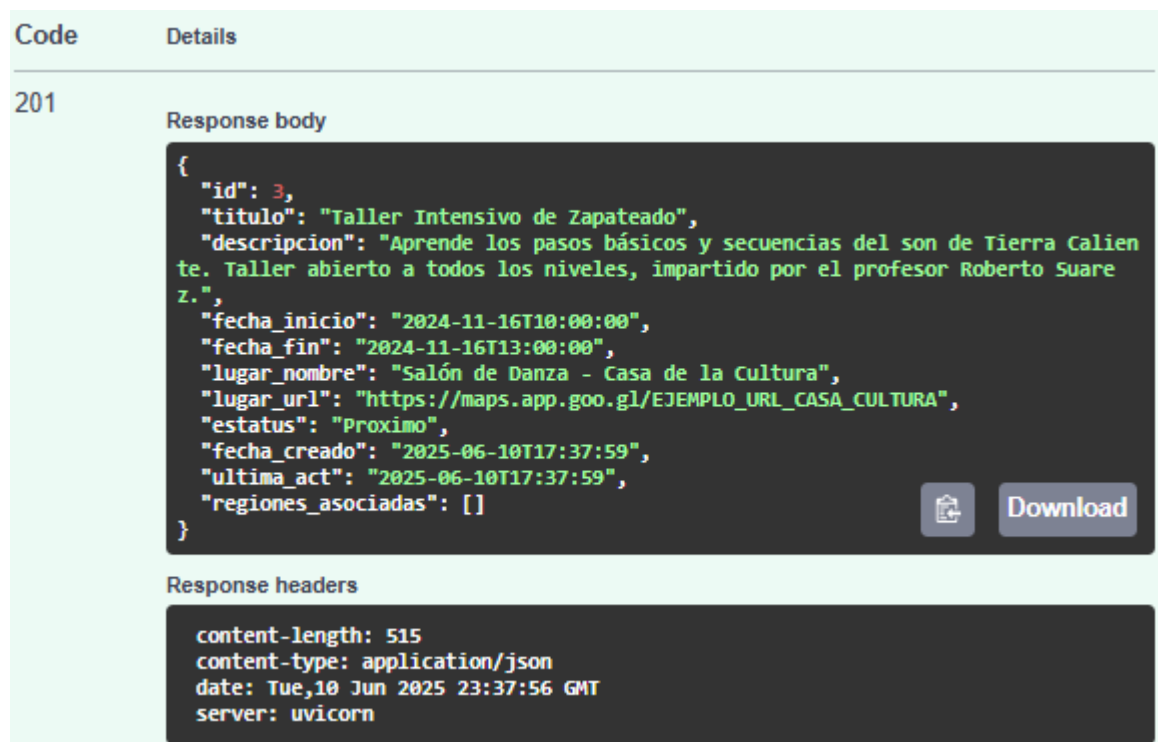 Code Details
201
Response body
{
  "id": 3,
  "titulo": "Taller Intensivo de Zapateado",
  "descripcion": "Aprende los pasos básicos y secuencias del son de Tierra Calien
te. Taller abierto a todos los niveles, impartido por el profesor Roberto Suare
z.",
  "fecha_inicio": "2024-11-16T10:00:00",
  "fecha_fin": "2024-11-16T13:00:00",
  "lugar_nombre": "Salón de Danza - Casa de la Cultura",
  "lugar_url": "https://maps.app.goo.gl/EJEMPLO_URL_CASA_CULTURA",
  "estatus": "Proximo",
  "fecha_creado": "2025-06-10T17:37:59",
  "ultima_act": "2025-06-10T17:37:59",
  "regiones_asociadas": []
}
Download
Response headers
content-length: 515
content-type: application/json
date: Tue,10 Jun 2025 23:37:56 GMT
server: uvicorn